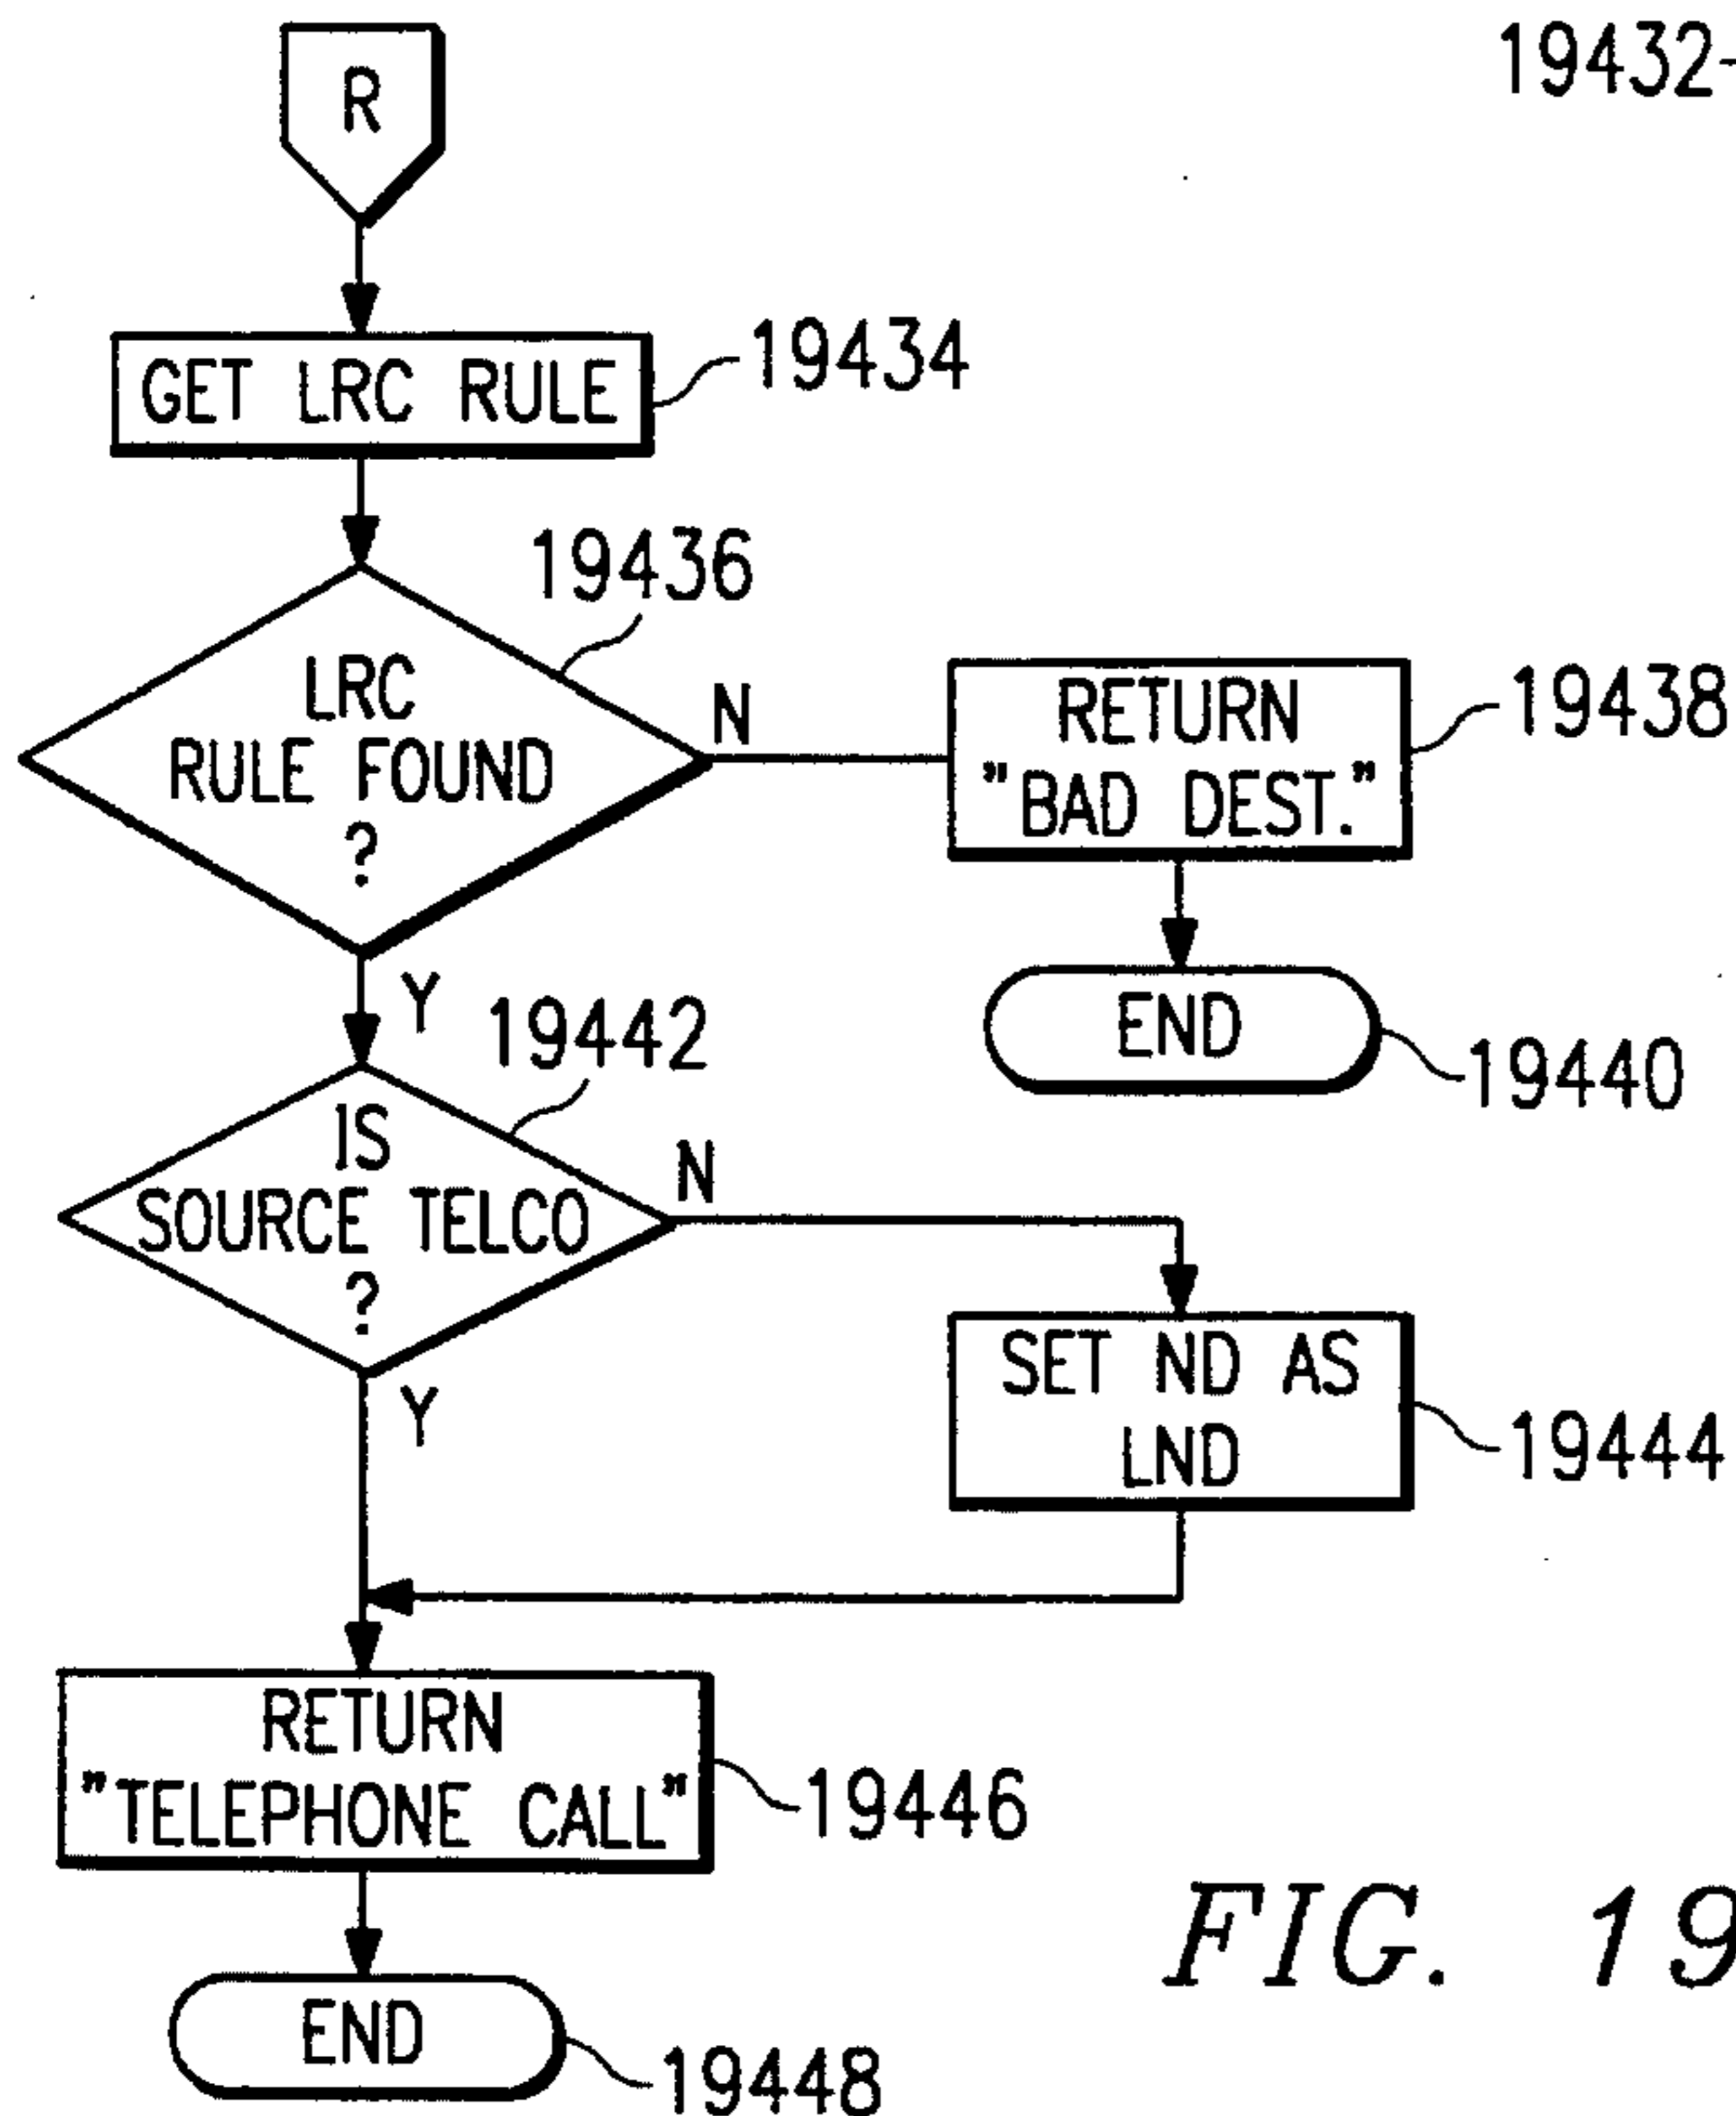 R
19432
GET LRC RULE
19434
19436
LRC
RULE FOUND
?
N
RETURN
"BAD DEST."
19438
Y
END
19440
19442
IS
SOURCE TELCO
?
N
SET ND AS
LND
19444
Y
RETURN
"TELEPHONE CALL"
19446
END
19448
FIG. 19